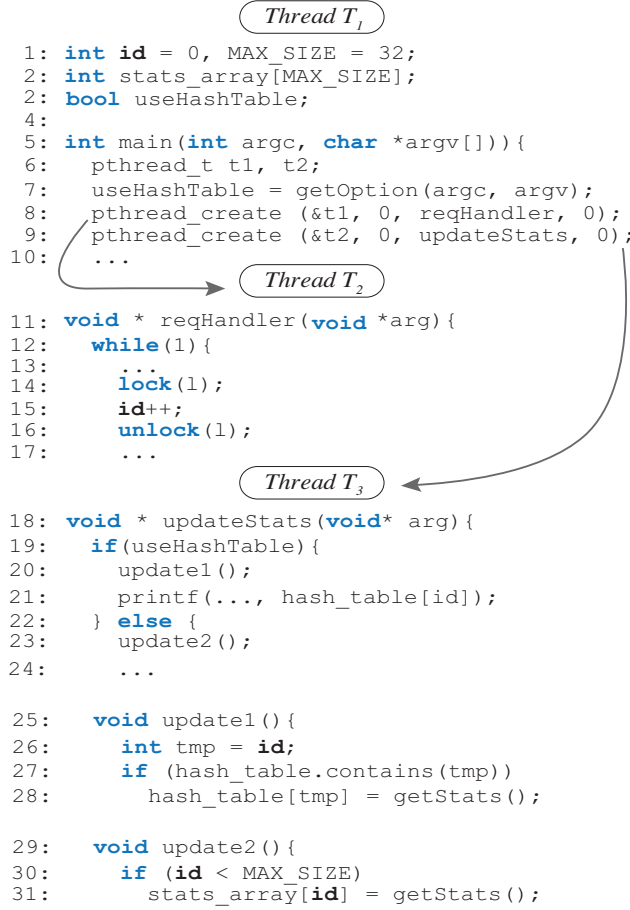 Thread T1
1: int id = 0, MAX_SIZE = 32;
2: int stats_array[MAX_SIZE];
2: bool useHashTable;
4:
5: int main(int argc, char *argv[])){
6:   pthread_t t1, t2;
7:   useHashTable = getOption(argc, argv);
8:   pthread_create (&t1, 0, reqHandler, 0);
9:   pthread_create (&t2, 0, updateStats, 0);
10:   ...
Thread T2
11: void * reqHandler(void *arg){
12:   while(1){
13:     ...
14:     lock(l);
15:     id++;
16:     unlock(l);
17:     ...
Thread T3
18: void * updateStats(void* arg){
19:   if(useHashTable){
20:     update1();
21:     printf(..., hash_table[id]);
22:   } else {
23:     update2();
24:     ...
25:   void update1(){
26:     int tmp = id;
27:     if (hash_table.contains(tmp))
28:       hash_table[tmp] = getStats();
29:   void update2(){
30:     if (id < MAX_SIZE)
31:       stats_array[id] = getStats();